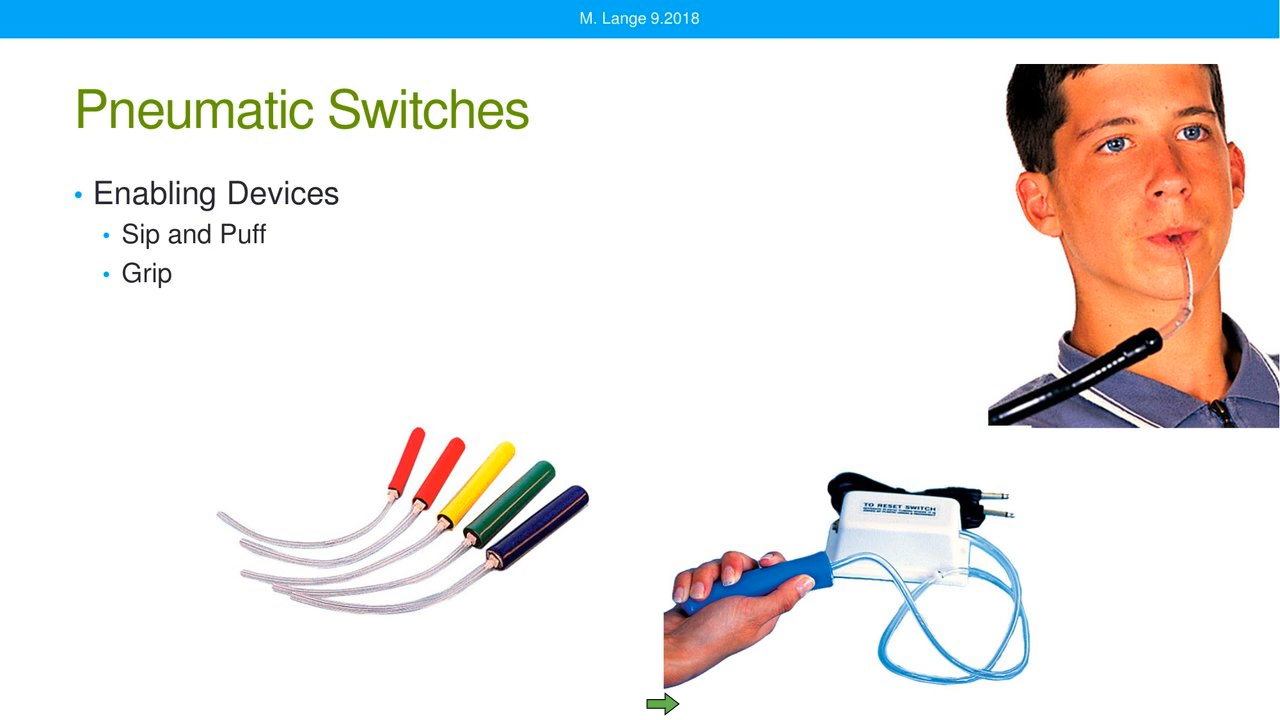 M. Lange 9.2018
Pneumatic Switches
• Enabling Devices
• Sip and Puff
• Grip
TO RESET SWITCH